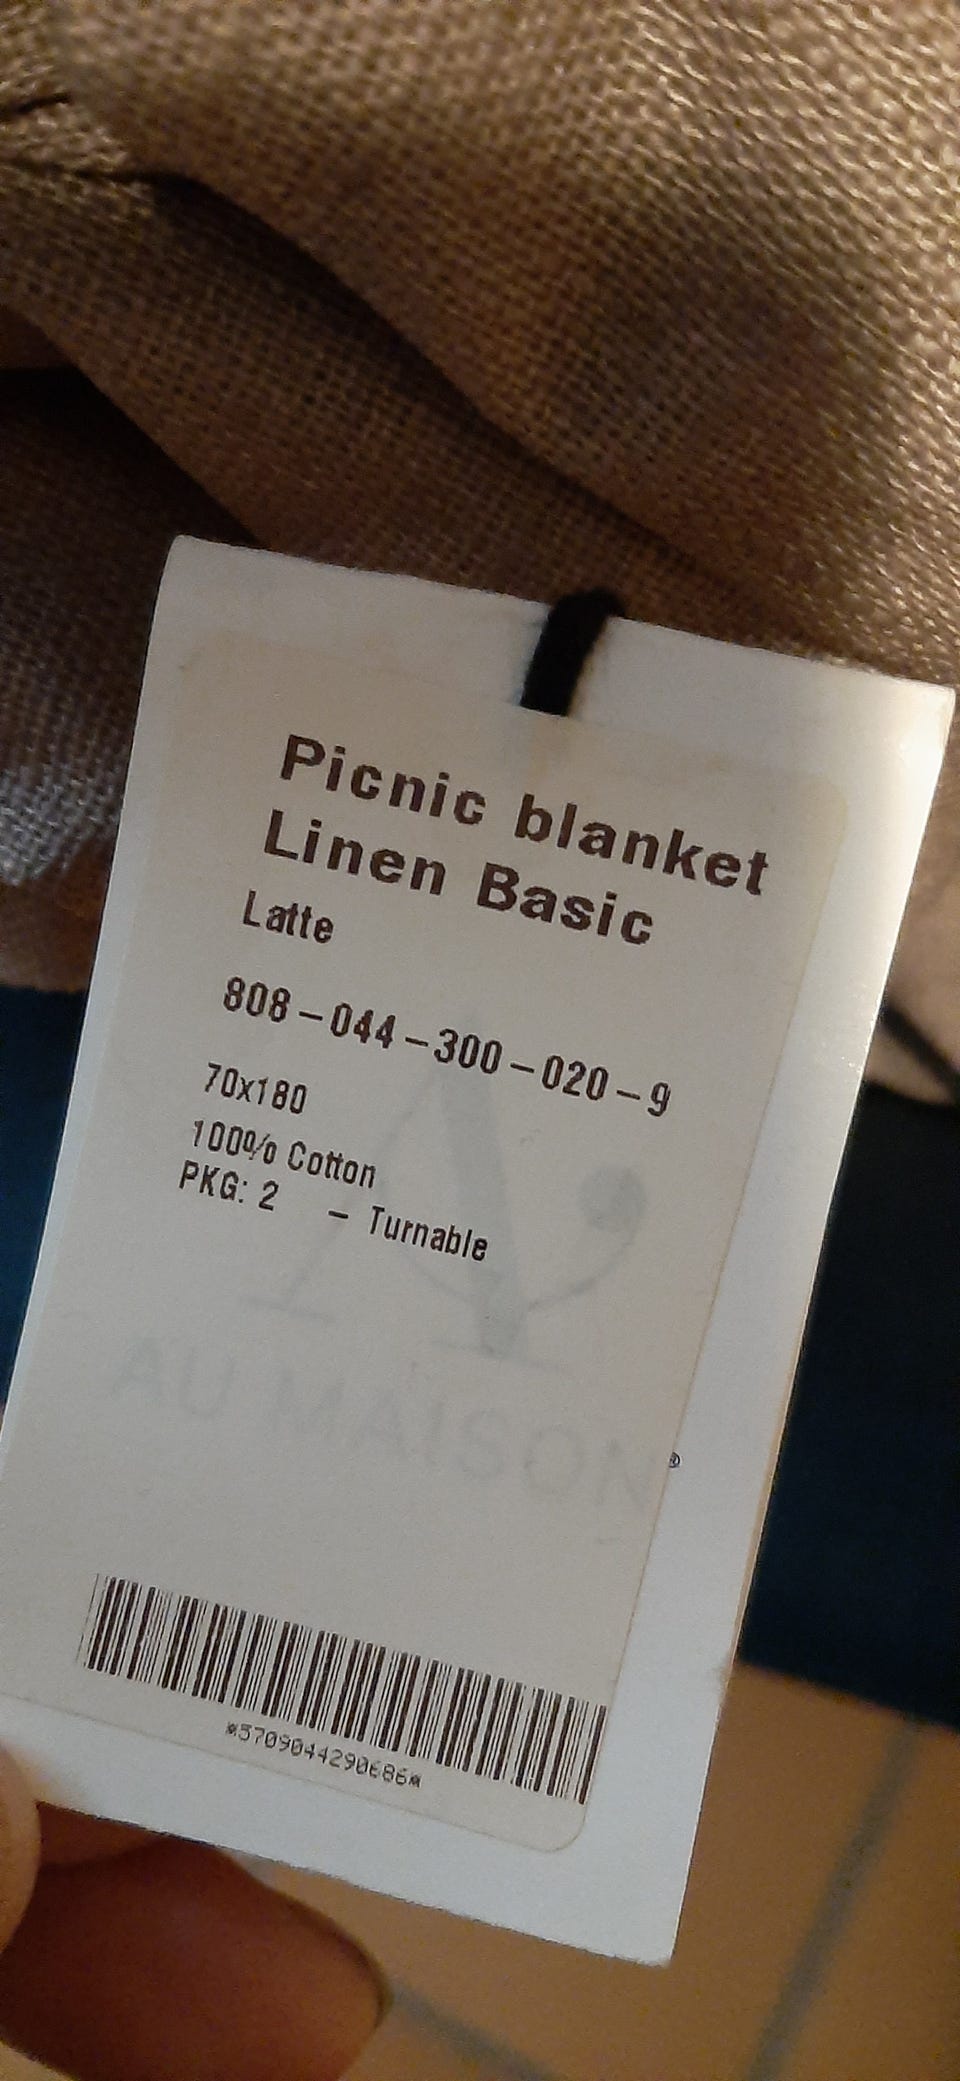 Picnic blanket
Linen Basic
Latte
808-044-300-020-9
70x180
100% Cotton
PKG: 2 - Turnable
AU MAISON
®
*5709044290686*